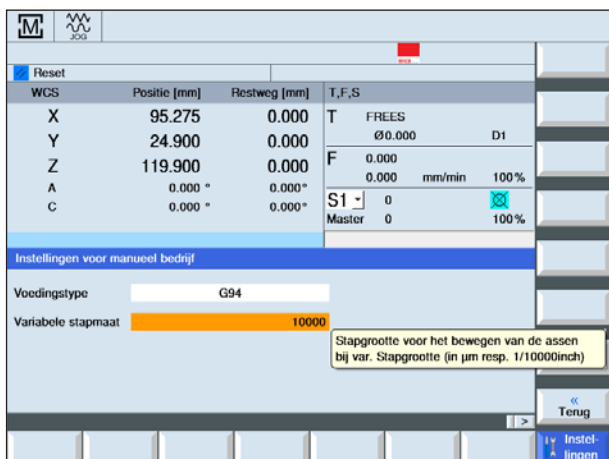 M
JOG
Reset
WCS Positie [mm] Restweg [mm] T,F,S
X 95.275 0.000 T FREES
Y 24.900 0.000 Ø0.000 D1
Z 119.900 0.000 F 0.000
0.000 mm/min 100%
A 0.000 ° 0.000°
C 0.000 ° 0.000° S1 0
Master 0 100%
Instellingen voor manueel bedrijf
Voedingstype G94
Variabele stapmaat 10000
Stapgrootte voor het bewegen van de assen
bij var. Stapgrootte (in µm resp. 1/10000inch)
«
Terug
>
Instel-
lingen